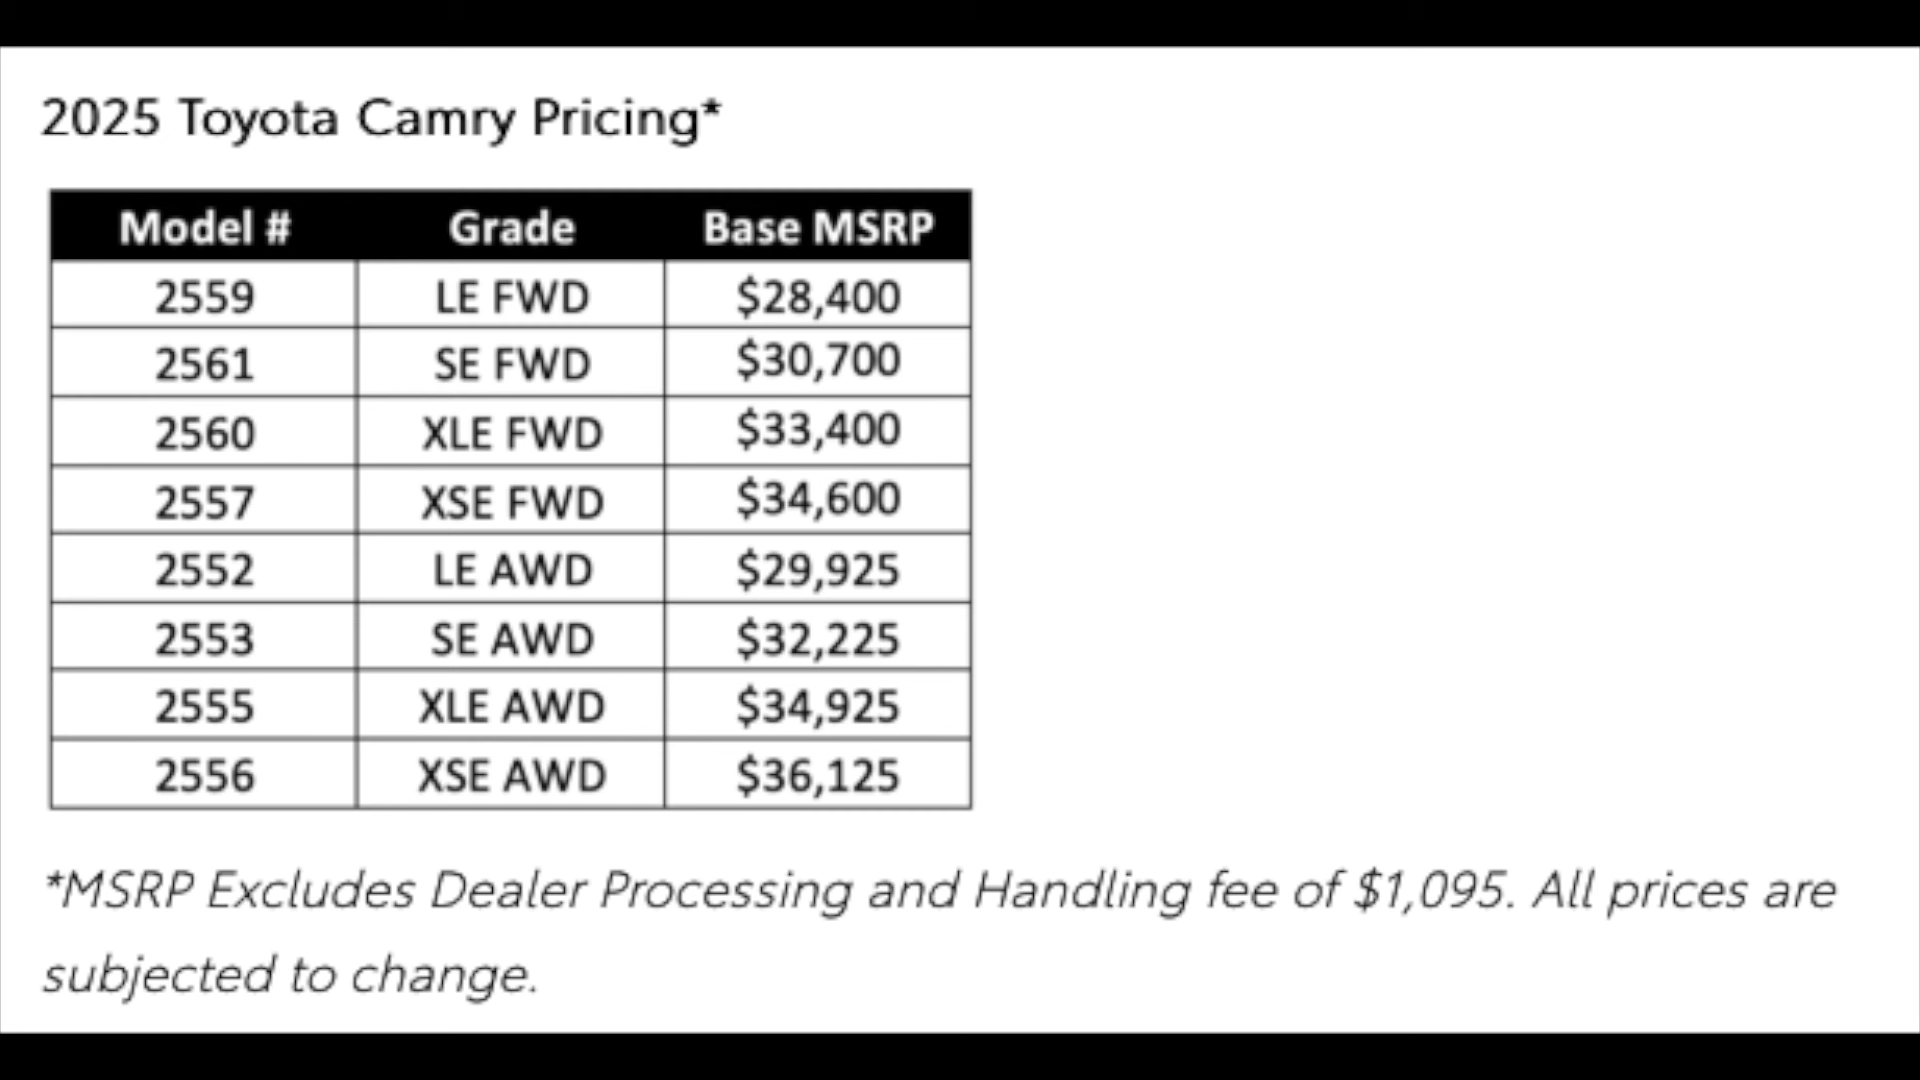 2025 Toyota Camry Pricing*
Model # Grade Base MSRP
2559 LE FWD $28,400
2561 SE FWD $30,700
2560 XLE FWD $33,400
2557 XSE FWD $34,600
2552 LE AWD $29,925
2553 SE AWD $32,225
2555 XLE AWD $34,925
2556 XSE AWD $36,125
*MSRP Excludes Dealer Processing and Handling fee of $1,095. All prices are
subjected to change.